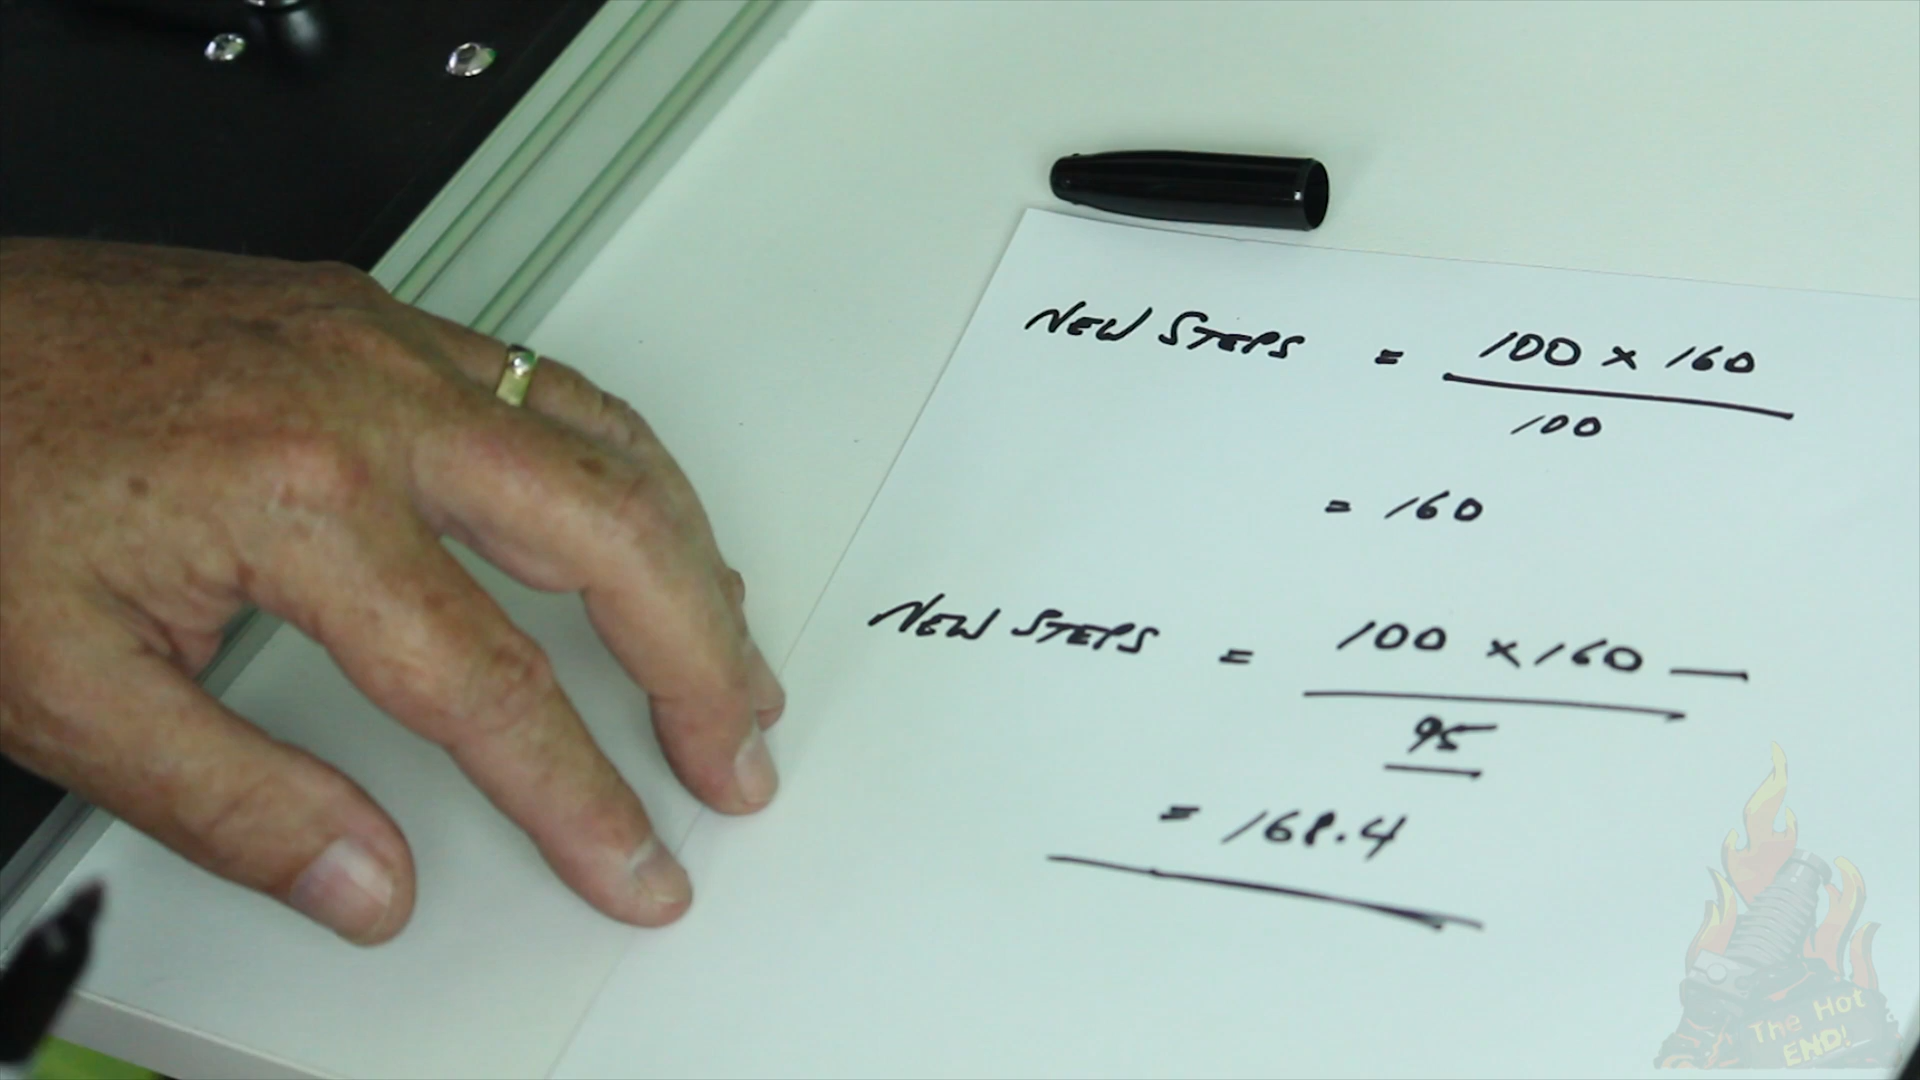 NEW STEPS = 100 x 160
100
= 160
NEW STEPS = 100 x 160 —
95
= 168.4
The Hot
END!